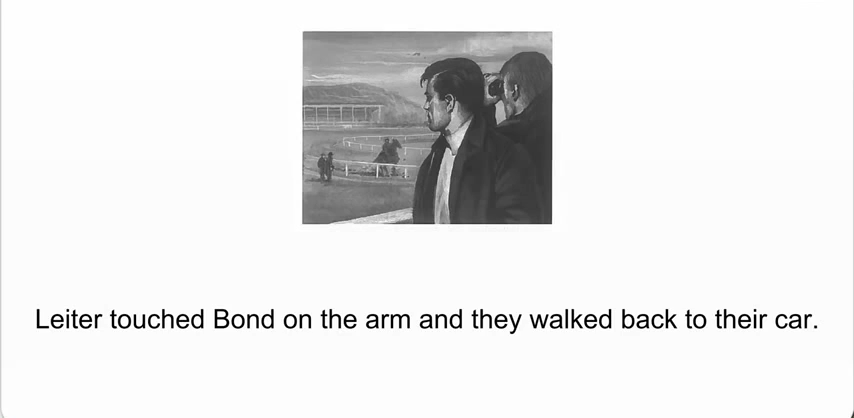 Leiter touched Bond on the arm and they walked back to their car.